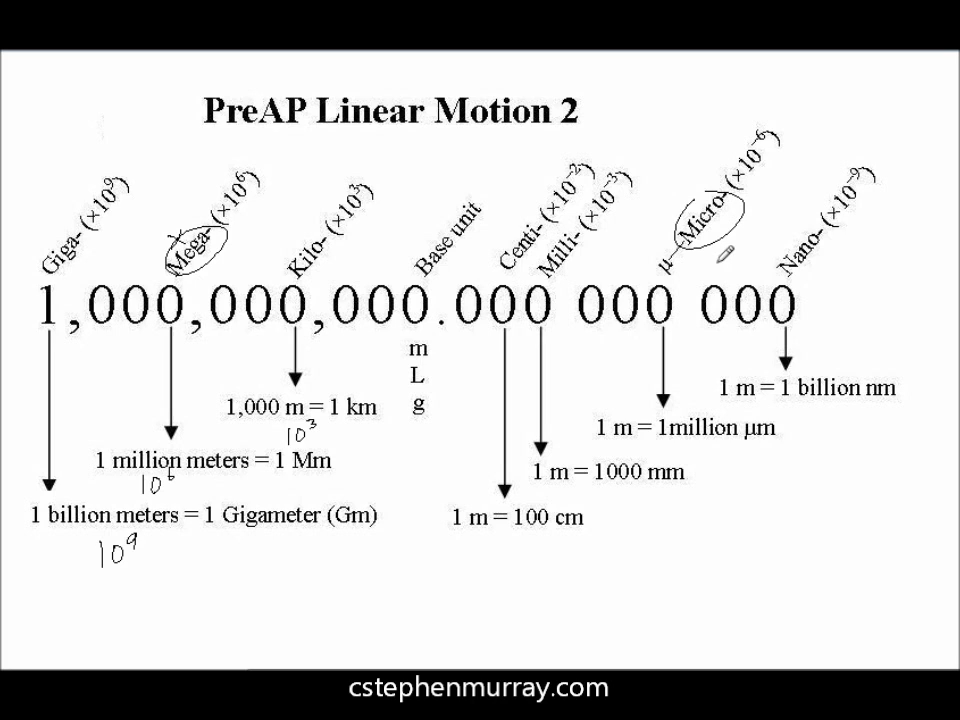 PreAP Linear Motion 2
Giga- (×10⁹)
Mega- (×10⁶)
Kilo- (×10³)
Base unit
Centi- (×10⁻²)
Milli- (×10⁻³)
μ—Micro- (×10⁻⁶)
Nano- (×10⁻⁹)
1,000,000,000.000 000 000
m
L
g
1 m = 1 billion nm
1,000 m = 1 km
10³
1 m = 1million μm
1 million meters = 1 Mm
10⁶
1 m = 1000 mm
1 billion meters = 1 Gigameter (Gm)
10⁹
1 m = 100 cm
cstephenmurray.com